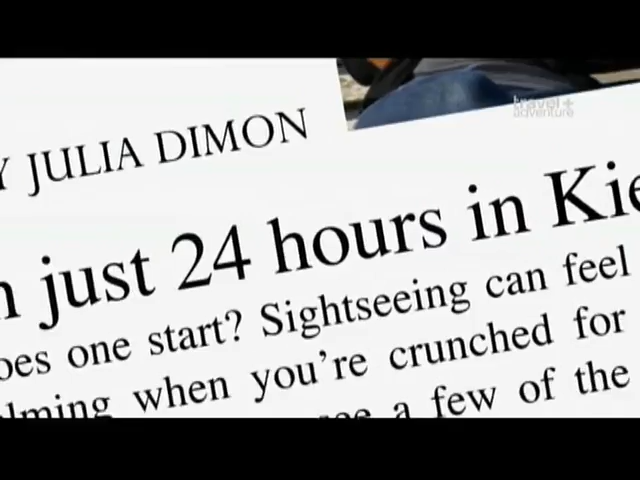 travel+
adventure
Y JULIA DIMON
n just 24 hours in Kie
oes one start? Sightseeing can feel
lming when you're crunched for
see a few of the